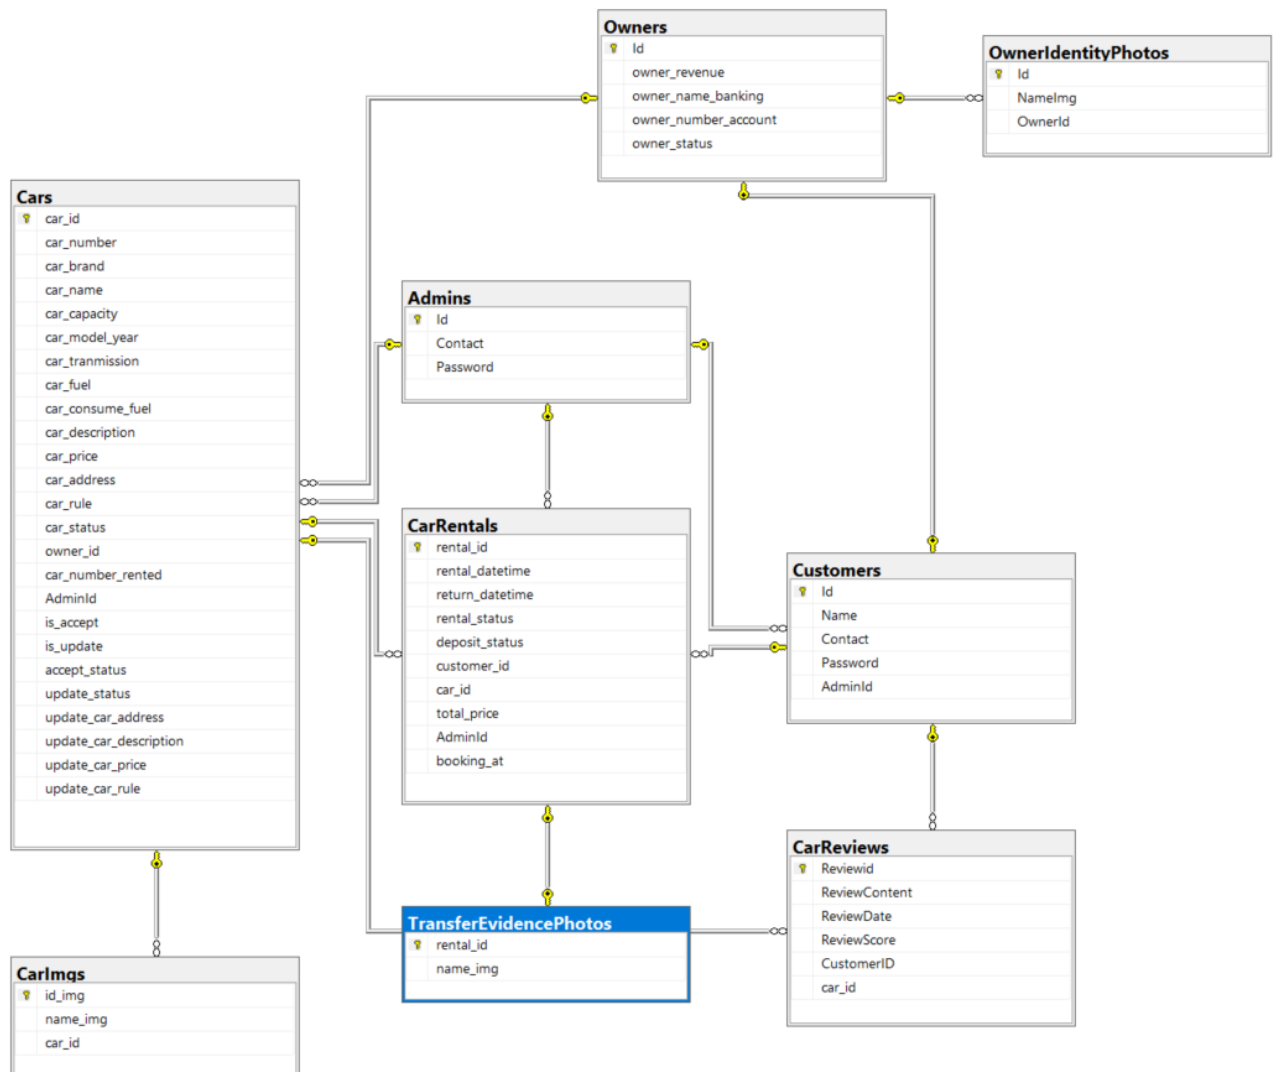 Owners
Id
owner_revenue
owner_name_banking
owner_number_account
owner_status
OwnerIdentityPhotos
Id
NameImg
OwnerId
Cars
car_id
car_number
car_brand
car_name
car_capacity
car_model_year
car_tranmission
car_fuel
car_consume_fuel
car_description
car_price
car_address
car_rule
car_status
owner_id
car_number_rented
AdminId
is_accept
is_update
accept_status
update_status
update_car_address
update_car_description
update_car_price
update_car_rule
Admins
Id
Contact
Password
CarRentals
rental_id
rental_datetime
return_datetime
rental_status
deposit_status
customer_id
car_id
total_price
AdminId
booking_at
Customers
Id
Name
Contact
Password
AdminId
CarReviews
Reviewid
ReviewContent
ReviewDate
ReviewScore
CustomerID
car_id
TransferEvidencePhotos
rental_id
name_img
CarImgs
id_img
name_img
car_id